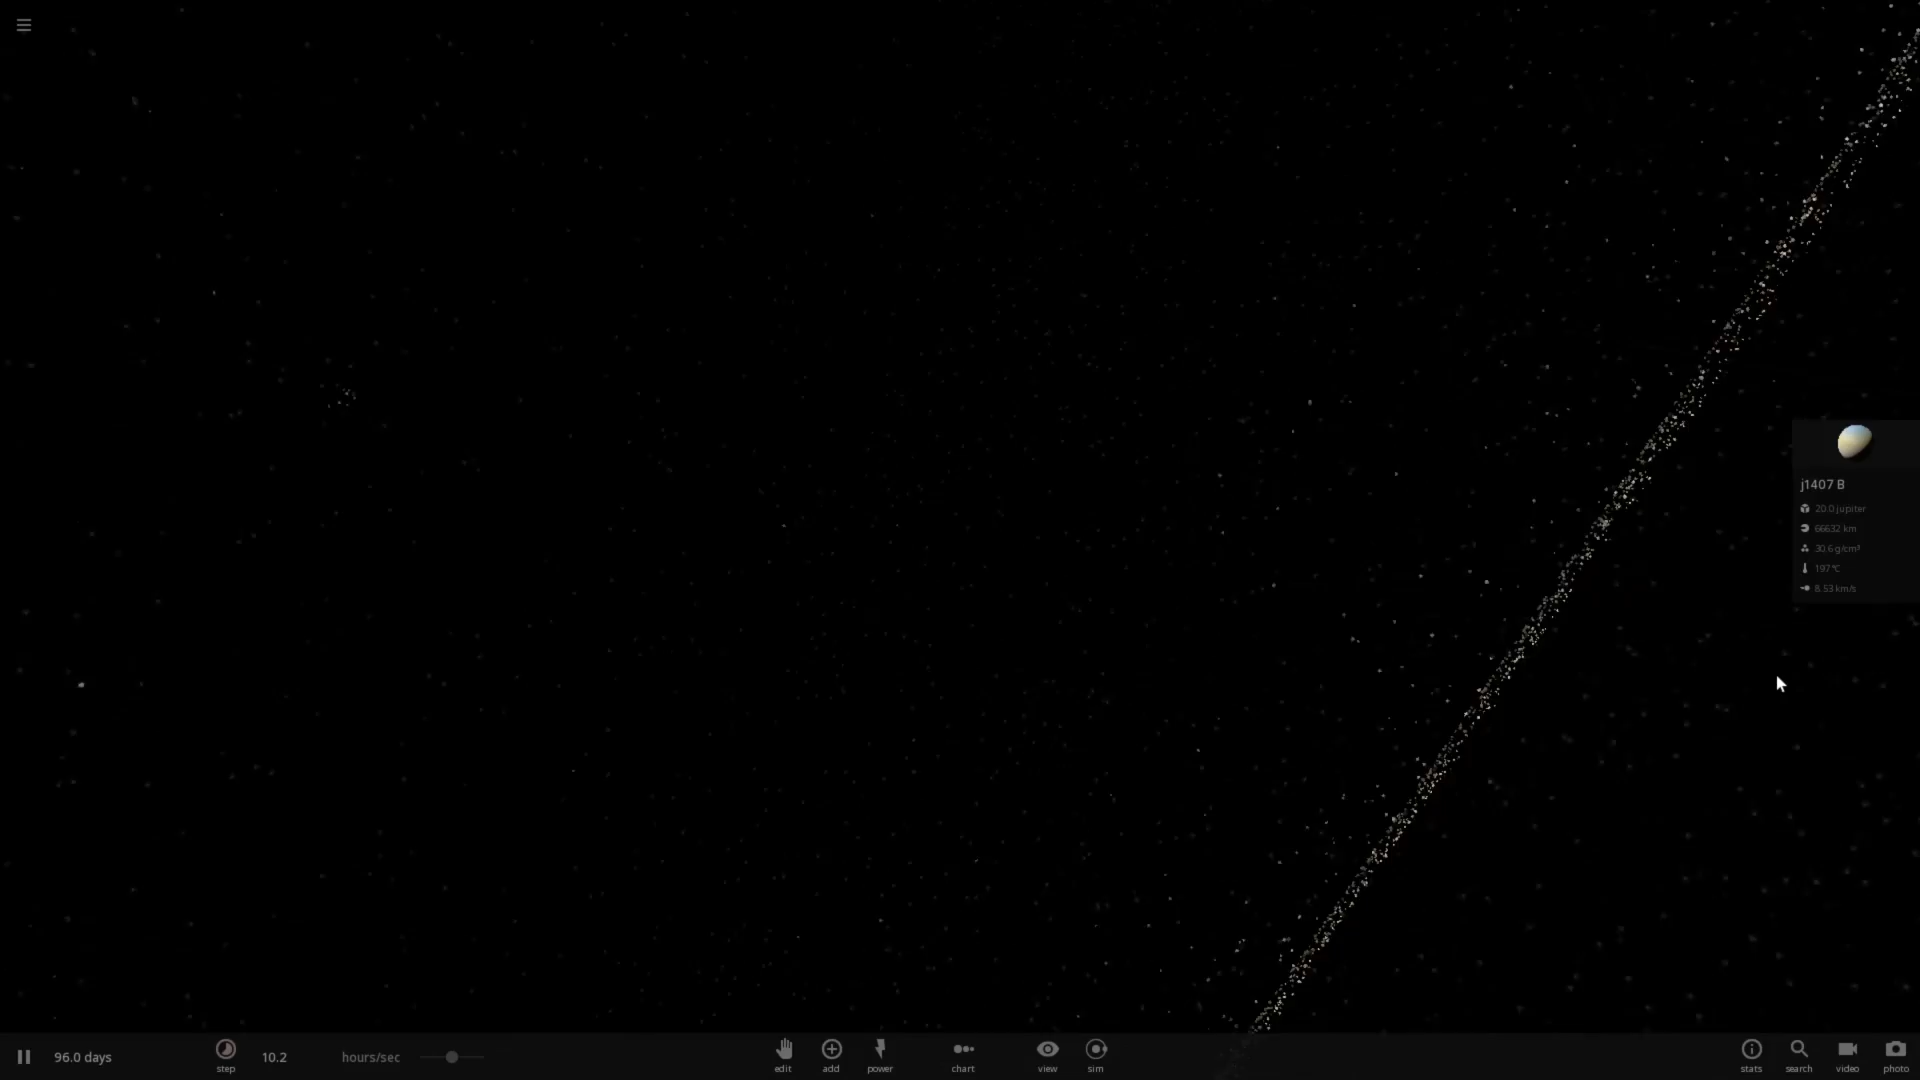 j1407 B
20.0 jupiter
66632 km
30.6 g/cm³
197 °C
8.53 km/s
96.0 days
step
10.2
hours/sec
edit
add
power
chart
view
sim
stats
search
video
photo